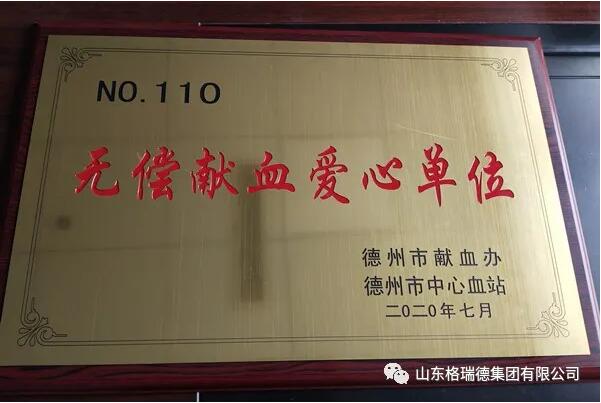 NO.110
无偿献血爱心单位
德州市献血办
德州市中心血站
二0二0年七月
山东格瑞德集团有限公司